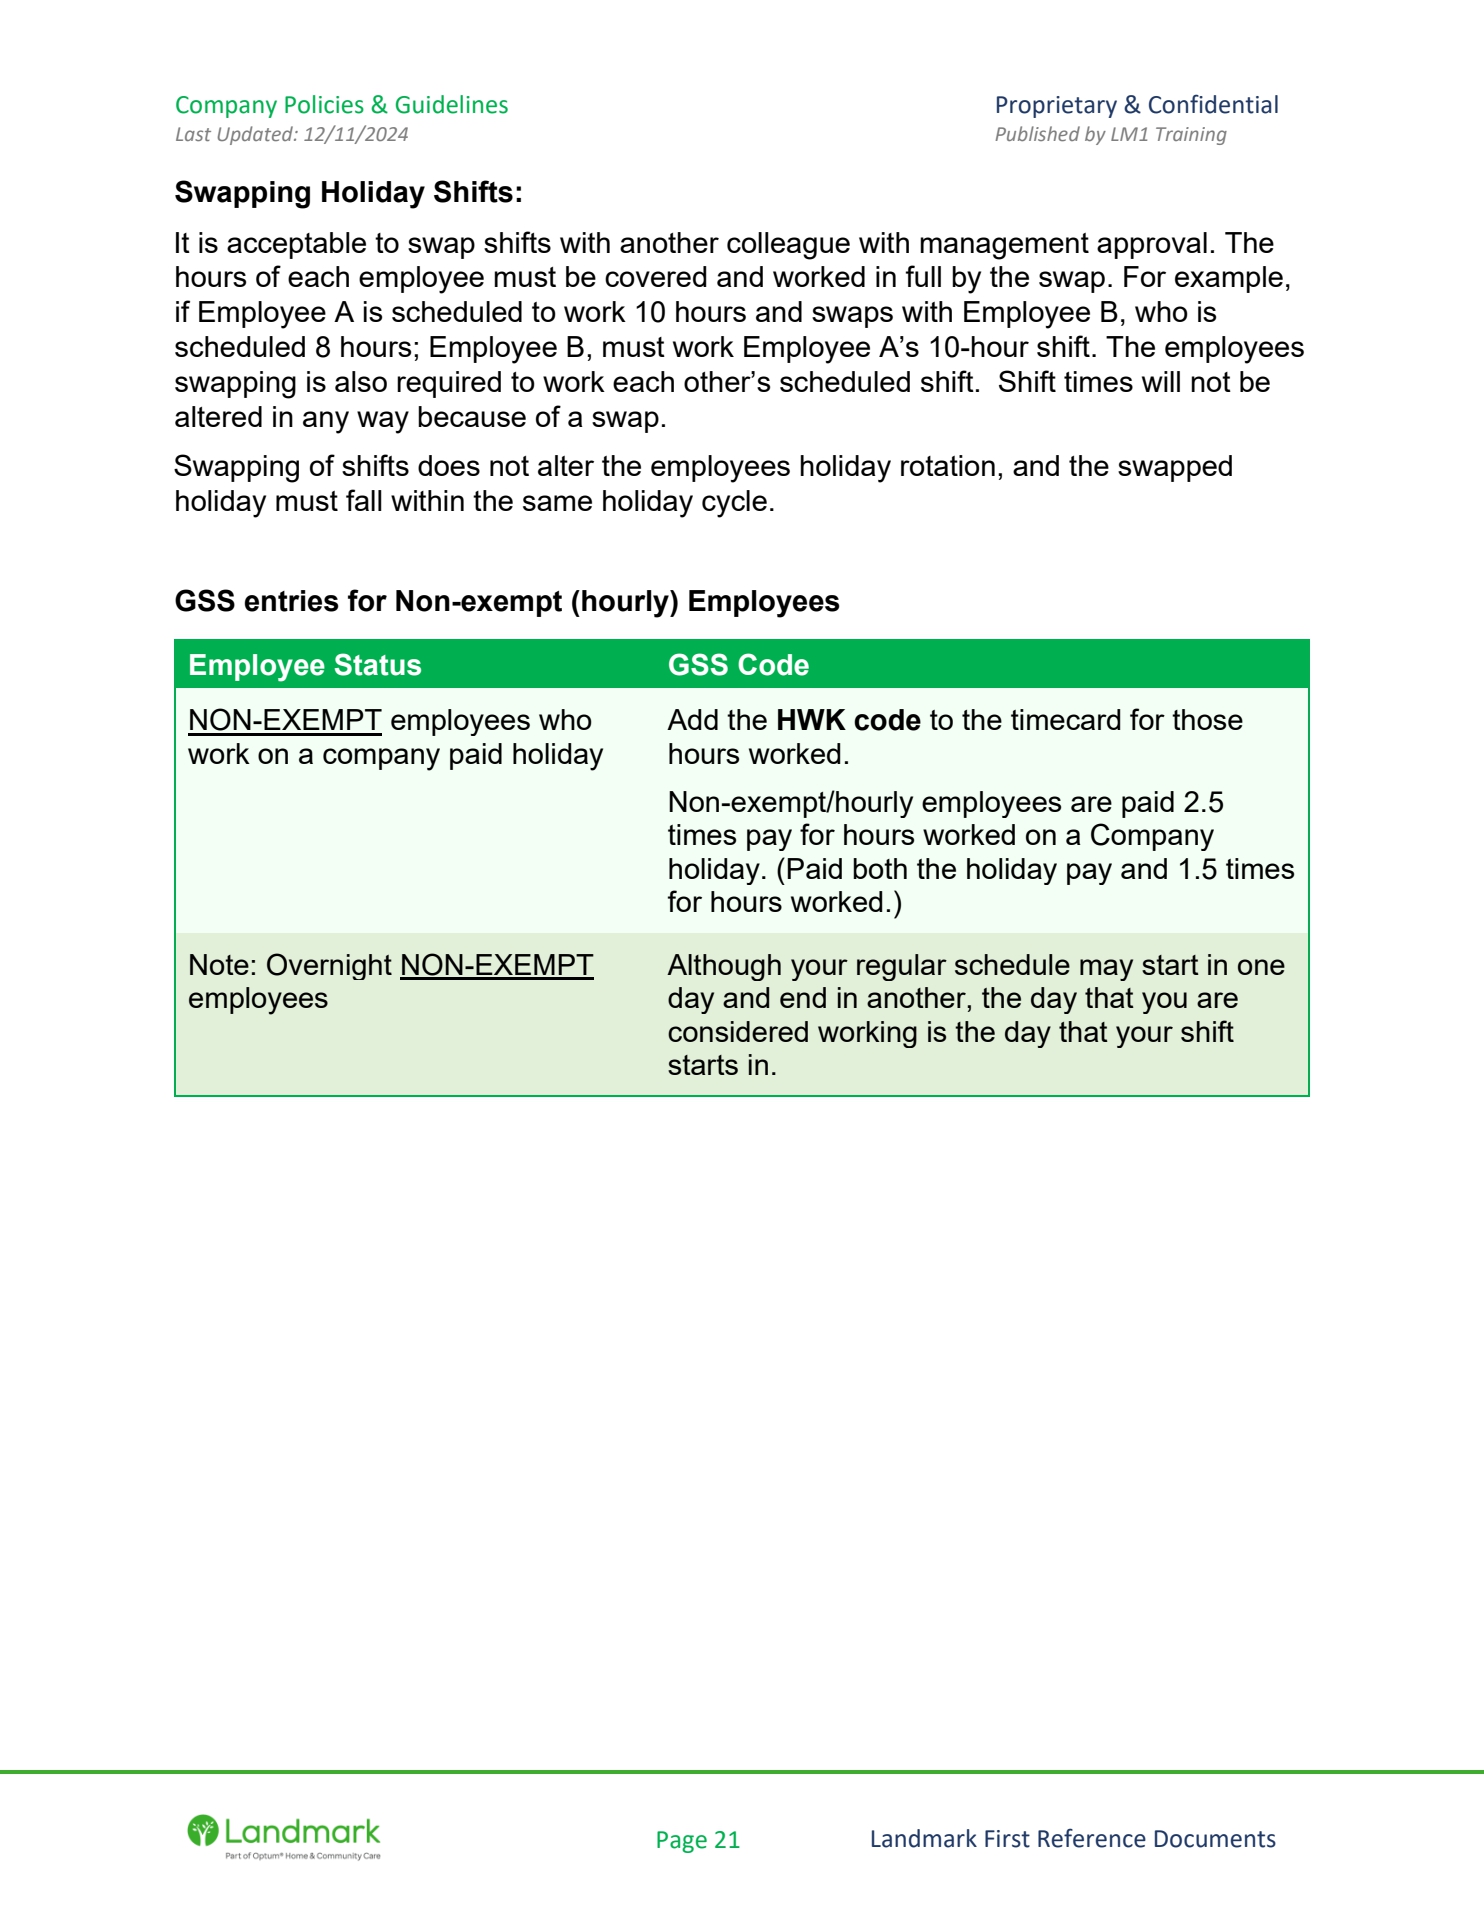 Company Policies & Guidelines
Proprietary & Confidential
Last Updated: 12/11/2024
Published by LM1 Training
Swapping Holiday Shifts:
It is acceptable to swap shifts with another colleague with management approval. The
hours of each employee must be covered and worked in full by the swap. For example,
if Employee A is scheduled to work 10 hours and swaps with Employee B, who is
scheduled 8 hours; Employee B, must work Employee A’s 10-hour shift. The employees
swapping is also required to work each other’s scheduled shift.  Shift times will not be
altered in any way because of a swap.
Swapping of shifts does not alter the employees holiday rotation, and the swapped
holiday must fall within the same holiday cycle.
GSS entries for Non-exempt (hourly) Employees
Employee Status
GSS Code
NON-EXEMPT employees who
work on a company paid holiday
Add the HWK code to the timecard for those
hours worked.
Non-exempt/hourly employees are paid 2.5
times pay for hours worked on a Company
holiday. (Paid both the holiday pay and 1.5 times
for hours worked.)
Note: Overnight NON-EXEMPT
employees
Although your regular schedule may start in one
day and end in another, the day that you are
considered working is the day that your shift
starts in.
Landmark
Part of Optum® Home & Community Care
Page 21
Landmark First Reference Documents